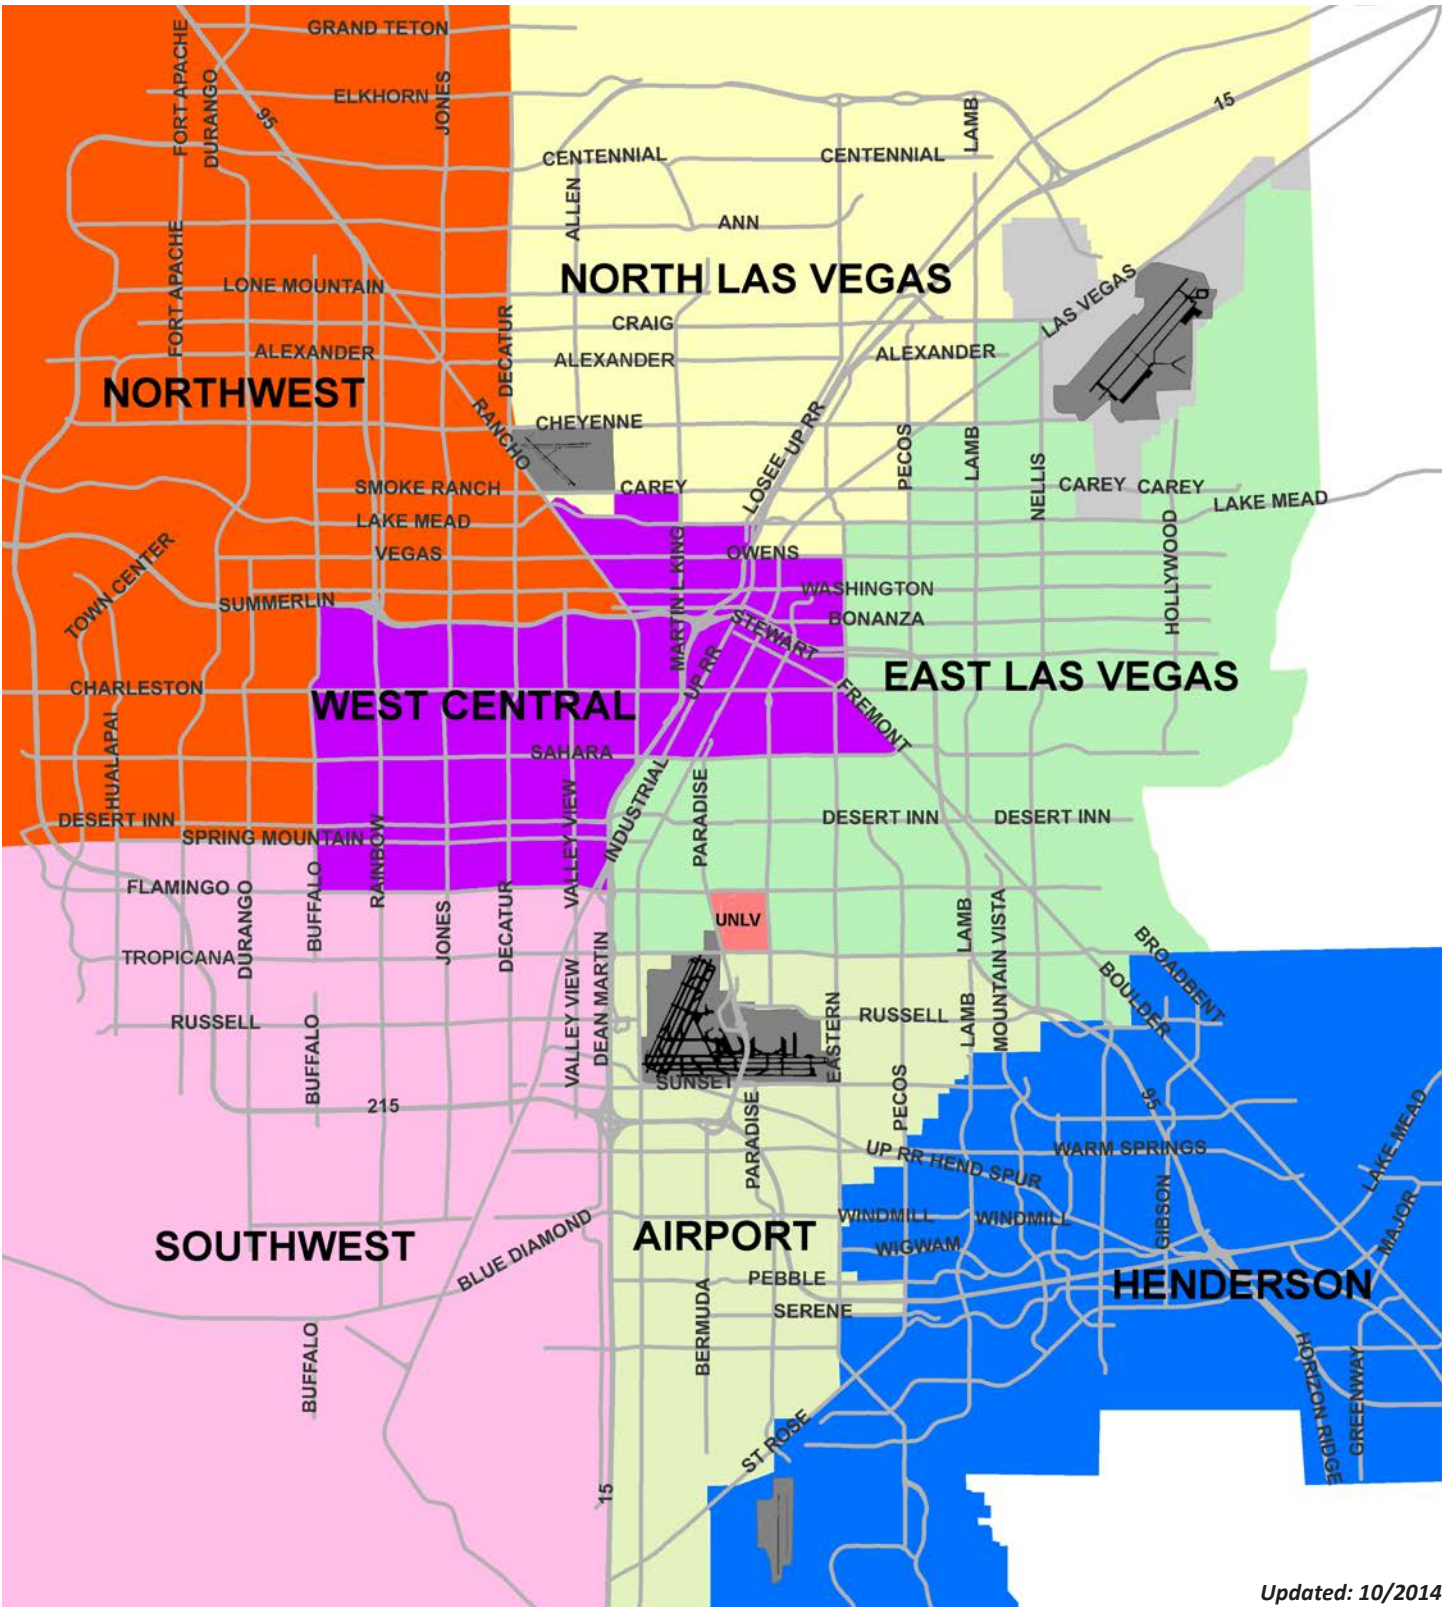 GRAND TETON
FORT APACHE
DURANGO
95
ELKHORN
JONES
LAMB
15
CENTENNIAL
CENTENNIAL
ALLEN
ANN
FORT APACHE
NORTH LAS VEGAS
LONE MOUNTAIN
LAS VEGAS
DECATUR
CRAIG
ALEXANDER
ALEXANDER
ALEXANDER
NORTHWEST
RANCHO
CHEYENNE
LOSEE
UP RR
PECOS
LAMB
NELLIS
SMOKE RANCH
CAREY
CAREY
CAREY
LAKE MEAD
LAKE MEAD
VEGAS
OWENS
MARTIN L KING
HOLLYWOOD
TOWN CENTER
SUMMERLIN
WASHINGTON
BONANZA
STEWART
UP RR
EAST LAS VEGAS
CHARLESTON
WEST CENTRAL
FREMONT
HUALAPAI
SAHARA
INDUSTRIAL
PARADISE
VALLEY VIEW
DESERT INN
DESERT INN
DESERT INN
SPRING MOUNTAIN
RAINBOW
FLAMINGO
DURANGO
BUFFALO
JONES
DECATUR
UNLV
LAMB
MOUNTAIN VISTA
TROPICANA
BROADBENT
BOULDER
VALLEY VIEW
DEAN MARTIN
RUSSELL
RUSSELL
EASTERN
LAMB
BUFFALO
SUNSET
PECOS
215
95
PARADISE
LAKE MEAD
UP RR HEND SPUR
WARM SPRINGS
GIBSON
MAJOR
WINDMILL
WINDMILL
SOUTHWEST
BLUE DIAMOND
AIRPORT
WIGWAM
PEBBLE
HENDERSON
SERENE
BERMUDA
BUFFALO
HORIZON RIDGE
GREENWAY
ST ROSE
15
Updated: 10/2014